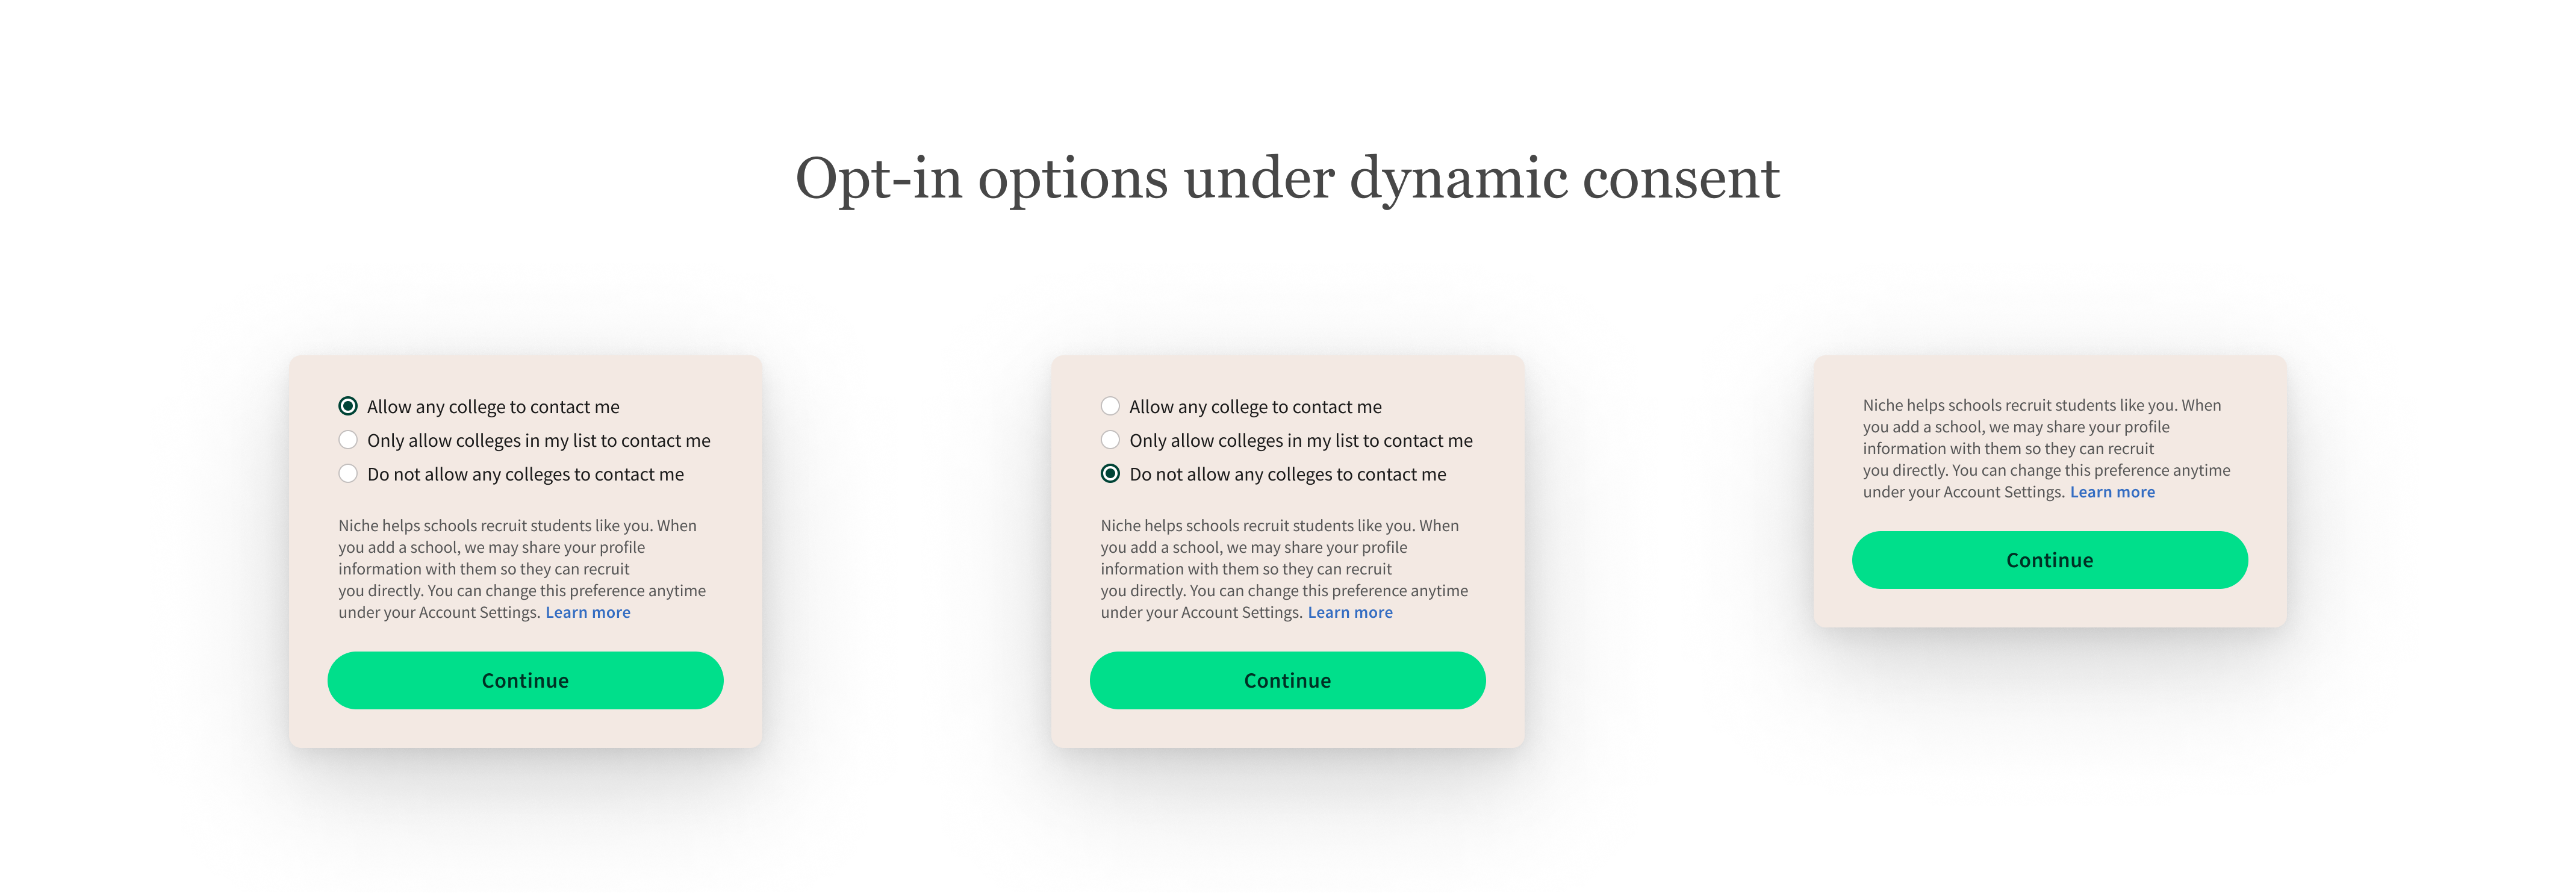 Opt-in options under dynamic consent
Allow any college to contact me
Only allow colleges in my list to contact me
Do not allow any colleges to contact me
Niche helps schools recruit students like you. When
you add a school, we may share your profile
information with them so they can recruit
you directly. You can change this preference anytime
under your Account Settings. Learn more
Continue
Allow any college to contact me
Only allow colleges in my list to contact me
Do not allow any colleges to contact me
Niche helps schools recruit students like you. When
you add a school, we may share your profile
information with them so they can recruit
you directly. You can change this preference anytime
under your Account Settings. Learn more
Continue
Niche helps schools recruit students like you. When
you add a school, we may share your profile
information with them so they can recruit
you directly. You can change this preference anytime
under your Account Settings. Learn more
Continue